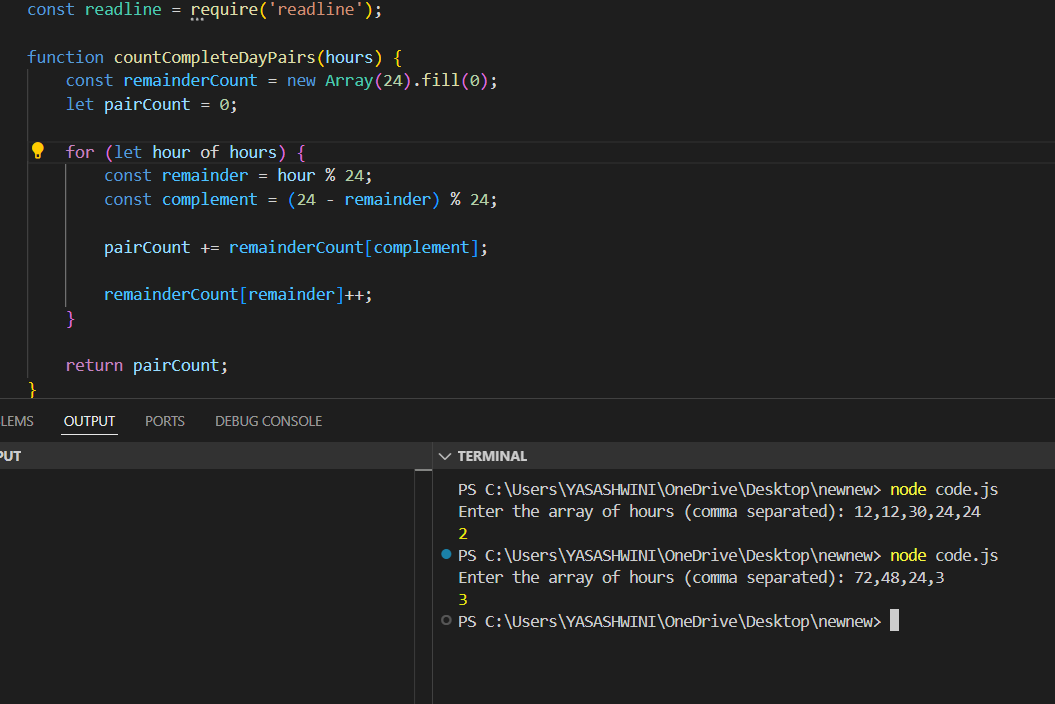 const readline = require('readline');
function countCompleteDayPairs(hours) {
const remainderCount = new Array(24).fill(0);
let pairCount = 0;
for (let hour of hours) {
const remainder = hour % 24;
const complement = (24 - remainder) % 24;
pairCount += remainderCount[complement];
remainderCount[remainder]++;
}
return pairCount;
}
LEMS OUTPUT PORTS DEBUG CONSOLE
PUT
TERMINAL
PS C:\Users\YASASHWINI\OneDrive\Desktop\newnew> node code.js
Enter the array of hours (comma separated): 12,12,30,24,24
2
PS C:\Users\YASASHWINI\OneDrive\Desktop\newnew> node code.js
Enter the array of hours (comma separated): 72,48,24,3
3
PS C:\Users\YASASHWINI\OneDrive\Desktop\newnew>